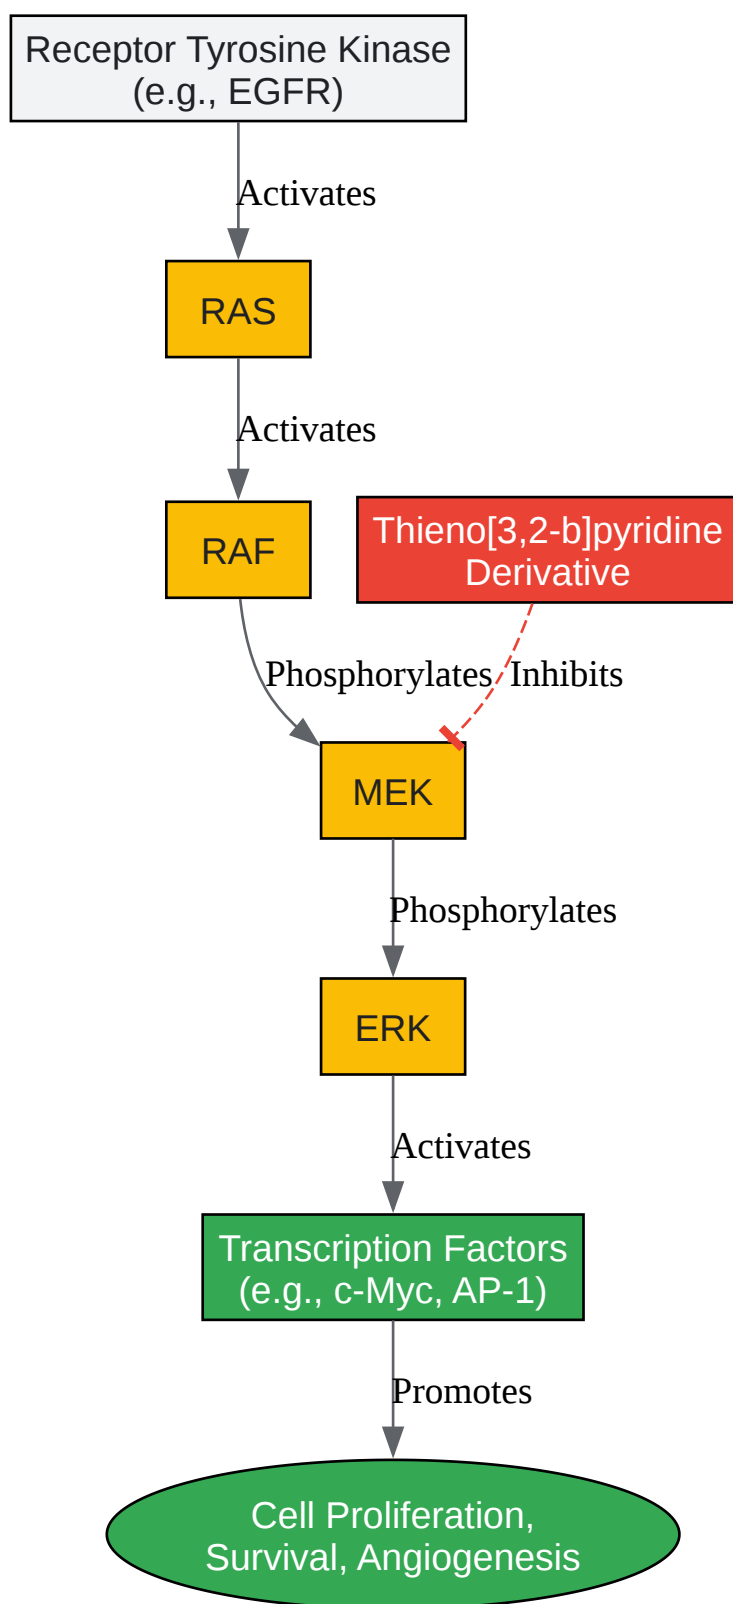 Receptor Tyrosine Kinase
(e.g., EGFR)
Activates
RAS
Activates
RAF
Thieno[3,2-b]pyridine
Derivative
Phosphorylates
Inhibits
MEK
Phosphorylates
ERK
Activates
Transcription Factors
(e.g., c-Myc, AP-1)
Promotes
Cell Proliferation,
Survival, Angiogenesis